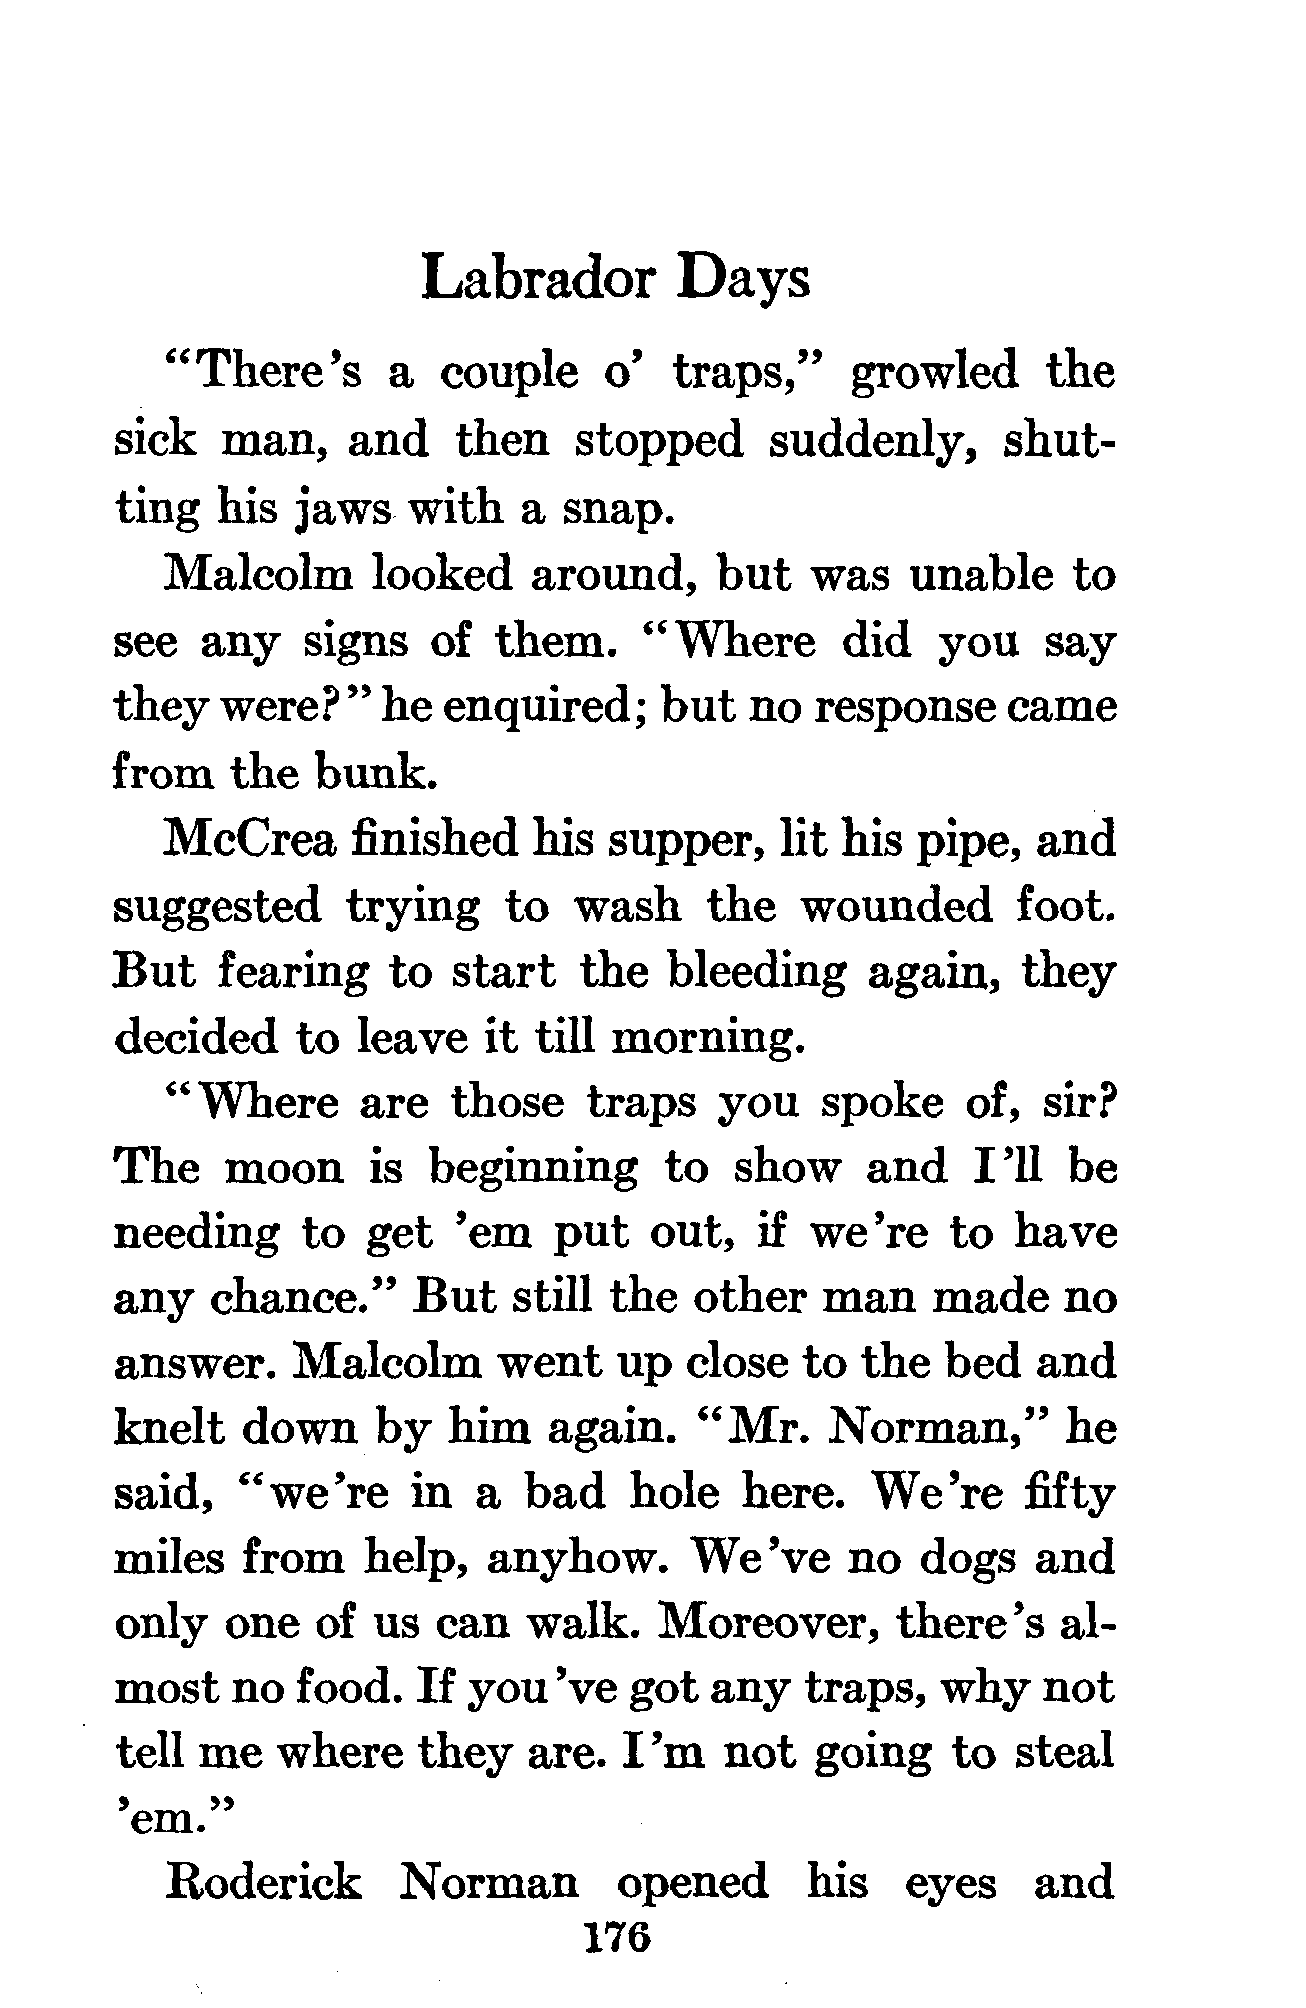 Labrador Days
“There’s a couple o’ traps,” growled the
sick man, and then stopped suddenly, shut-
ting his jaws with a snap.
Malcolm looked around, but was unable to
see any signs of them. “Where did you say
they were?” he enquired; but no response came
from the bunk.
McCrea finished his supper, lit his pipe, and
suggested trying to wash the wounded foot.
But fearing to start the bleeding again, they
decided to leave it till morning.
“Where are those traps you spoke of, sir?
The moon is beginning to show and I’ll be
needing to get ’em put out, if we’re to have
any chance.” But still the other man made no
answer. Malcolm went up close to the bed and
knelt down by him again. “Mr. Norman,” he
said, “we’re in a bad hole here. We’re fifty
miles from help, anyhow. We’ve no dogs and
only one of us can walk. Moreover, there’s al-
most no food. If you’ve got any traps, why not
tell me where they are. I’m not going to steal
’em.”
Roderick Norman opened his eyes and
176